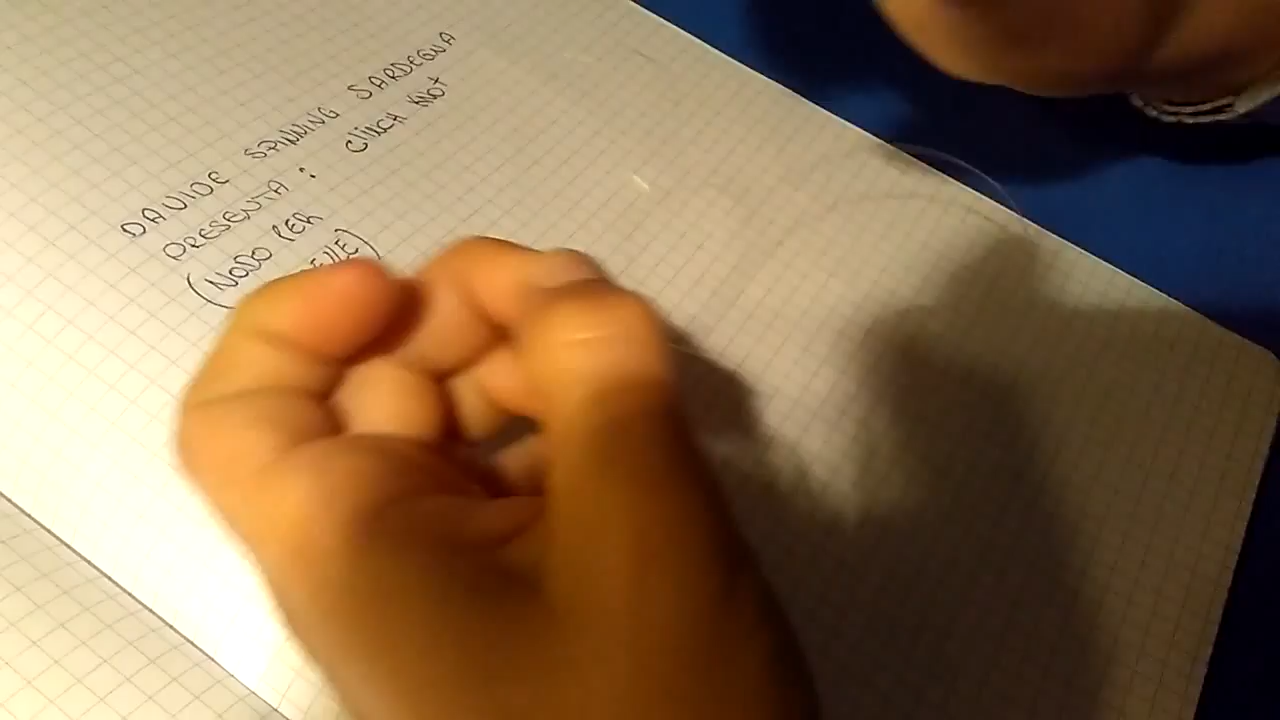 DAVIDE SPINNING SARDEGNA
PRESENTA : CLINCH KNOT
(NODO PER